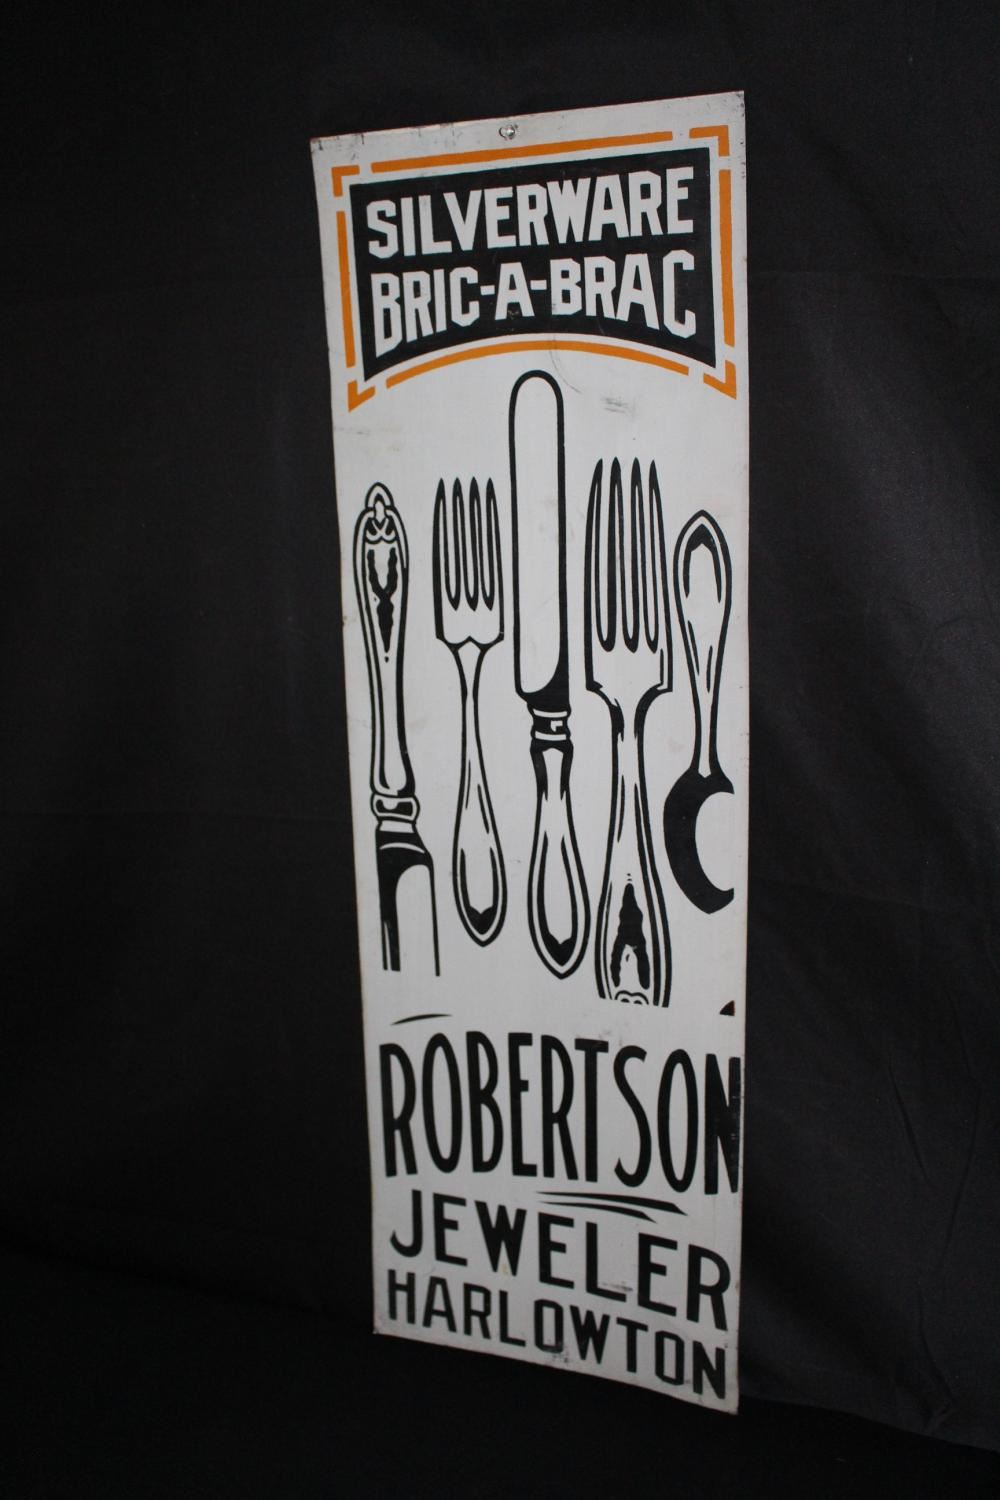 SILVERWARE
BRIC-A-BRAC
ROBERTSON
JEWELER
HARLOWTON